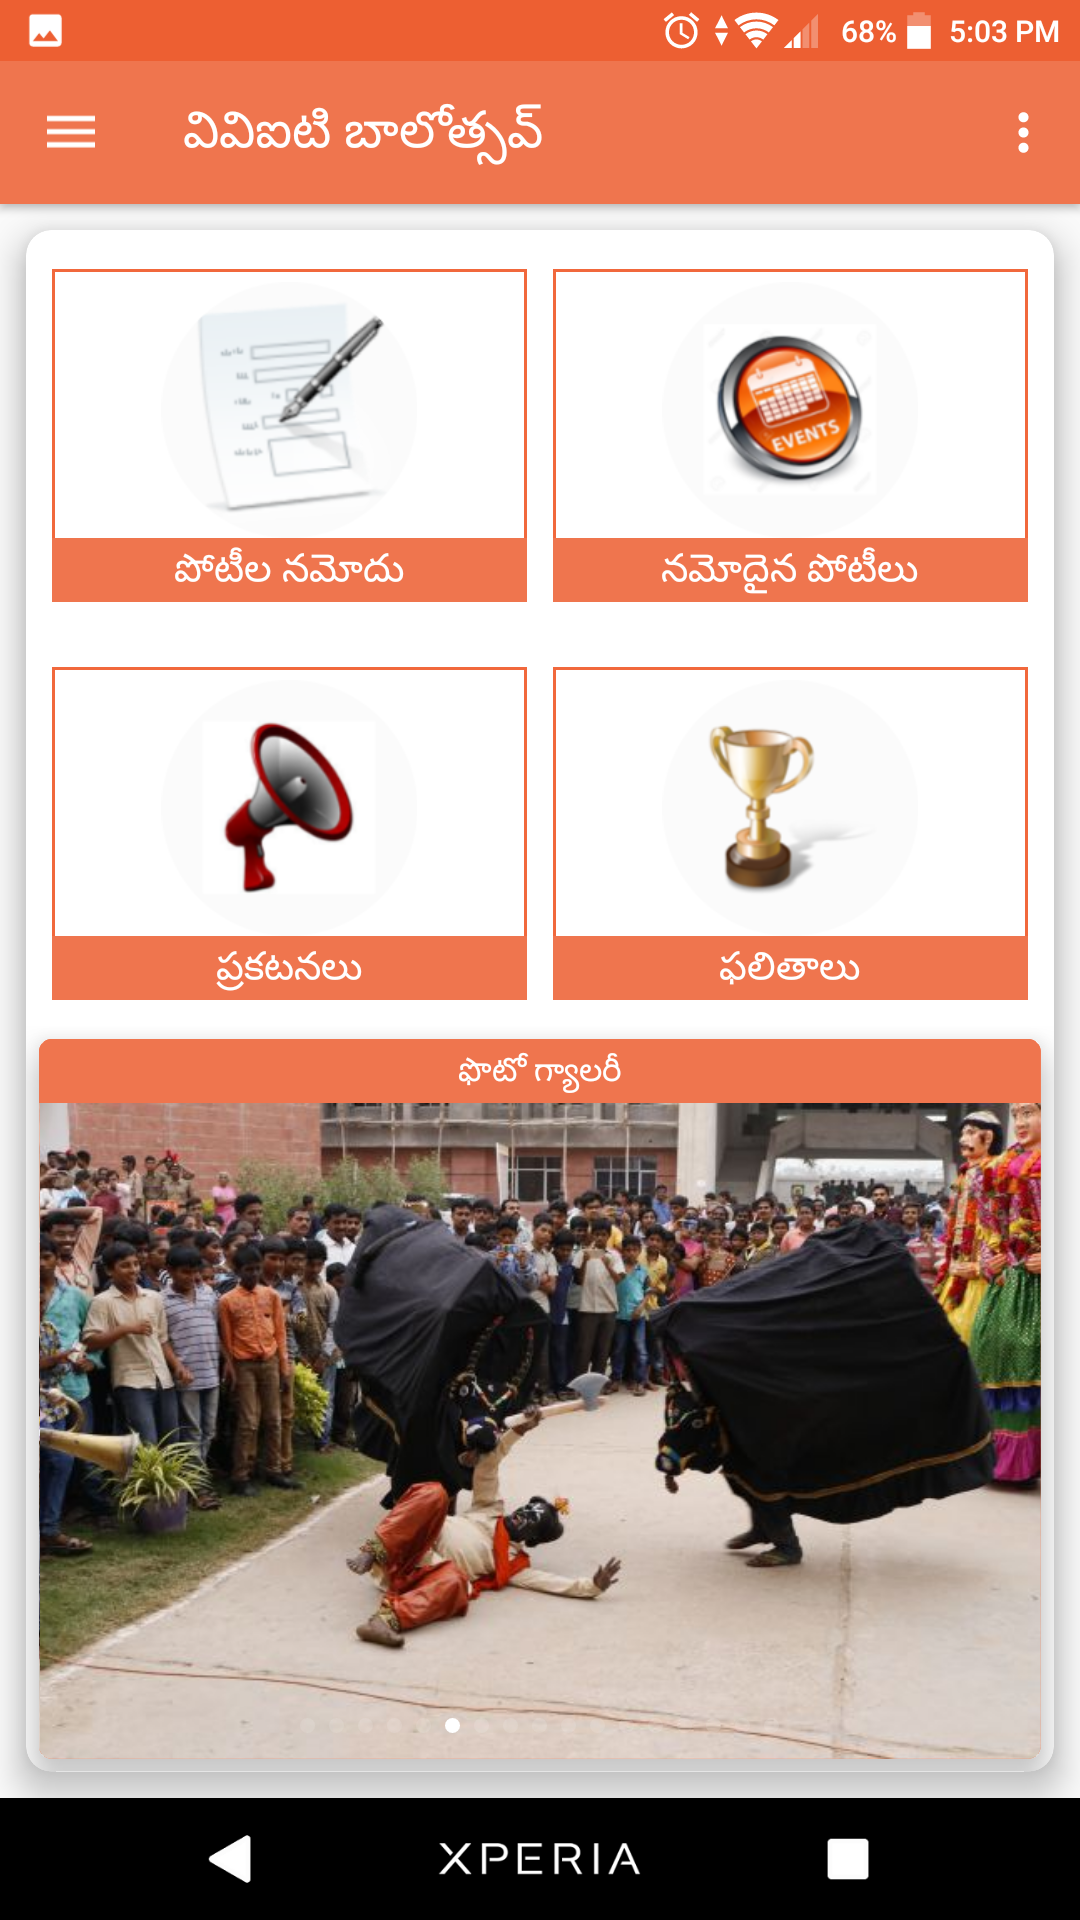 68% 5:03 PM
వివిఐటి బాలోత్సవ్
EVENTS
పోటీల నమోదు నమోదైన పోటీలు
ప్రకటనలు ఫలితాలు
ఫొటో గ్యాలరీ
XPERIA